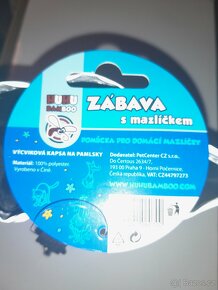 HUHU
BAMBOO
ZÁBAVA
s mazlíčkem
POMŮCKA PRO DOMÁCÍ MAZLÍČKY
VÝCVIKOVÁ KAPSA NA PAMLSKY
Materiál: 100% polyester
Vyrobeno v Číně
Dodavatel: PetCenter CZ s.r.o.,
Do Čertous 2634/7,
193 00 Praha 9 - Horní Počernice,
Česká republika, VAT: CZ44797273
WWW.HUHUBAMBOO.COM